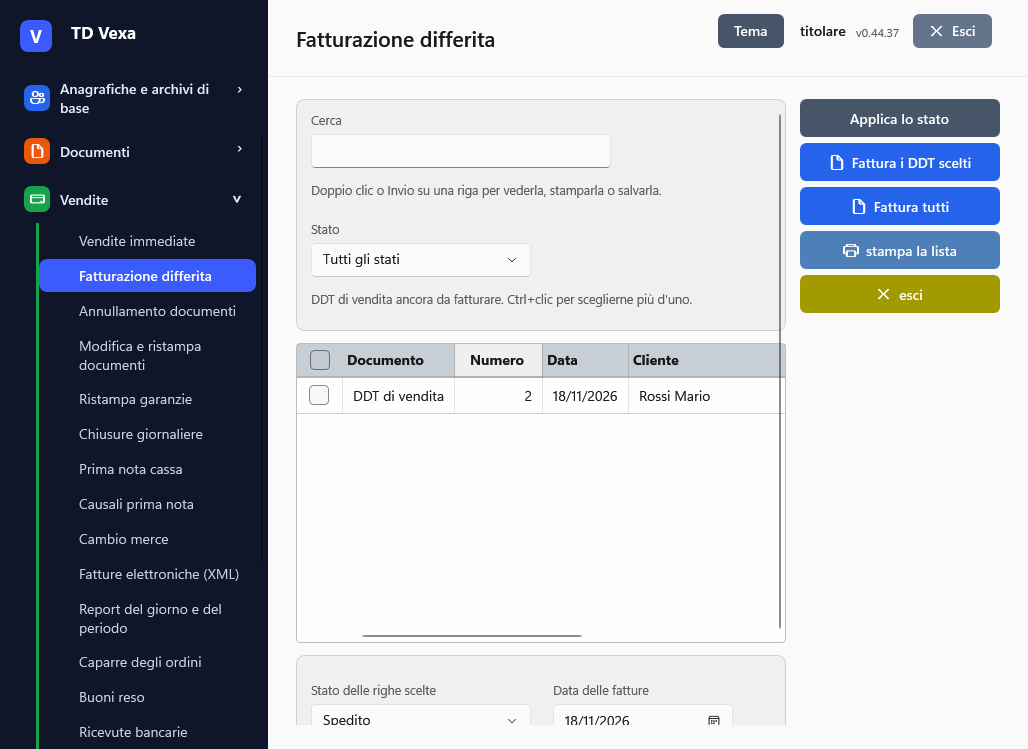 V
TD Vexa
Anagrafiche e archivi di
base
Documenti
Vendite
Vendite immediate
Fatturazione differita
Annullamento documenti
Modifica e ristampa
documenti
Ristampa garanzie
Chiusure giornaliere
Prima nota cassa
Causali prima nota
Cambio merce
Fatture elettroniche (XML)
Report del giorno e del
periodo
Caparre degli ordini
Buoni reso
Ricevute bancarie
Fatturazione differita
Tema
titolare
v0.44.37
Esci
Cerca
Doppio clic o Invio su una riga per vederla, stamparla o salvarla.
Stato
Tutti gli stati
DDT di vendita ancora da fatturare. Ctrl+clic per sceglierne più d'uno.
Documento Numero Data Cliente
DDT di vendita 2 18/11/2026 Rossi Mario
Stato delle righe scelte Data delle fatture
Spedito 18/11/2026
Applica lo stato
Fattura i DDT scelti
Fattura tutti
stampa la lista
esci